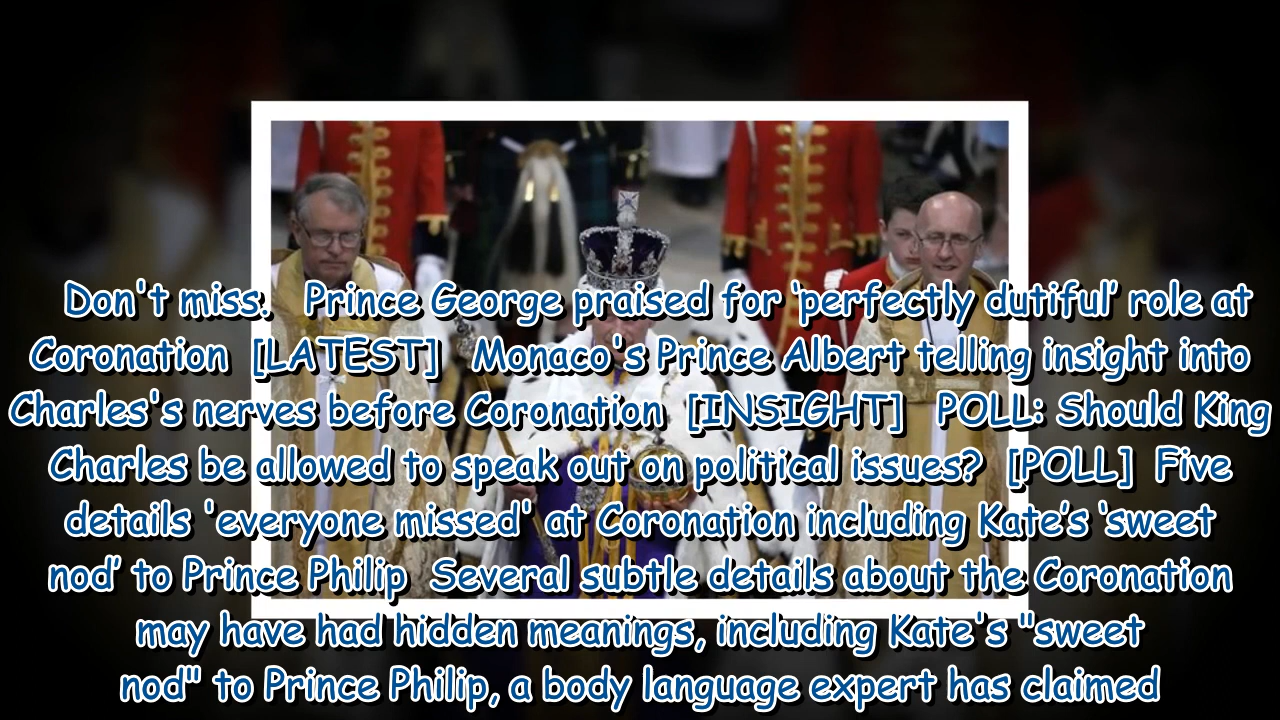 Don't miss.   Prince George praised for ‘perfectly dutiful’ role at
Coronation  [LATEST]   Monaco's Prince Albert telling insight into
Charles's nerves before Coronation  [INSIGHT]   POLL: Should King
Charles be allowed to speak out on political issues?  [POLL]  Five
details 'everyone missed' at Coronation including Kate’s ‘sweet
nod’ to Prince Philip  Several subtle details about the Coronation
may have had hidden meanings, including Kate's "sweet
nod" to Prince Philip, a body language expert has claimed